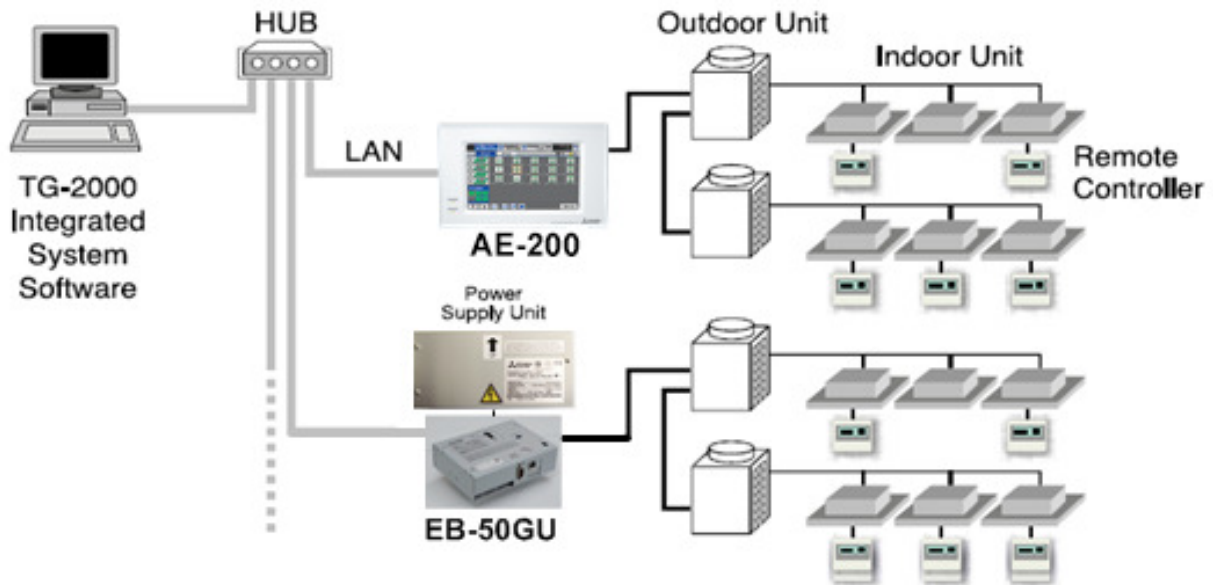 HUB
Outdoor Unit
Indoor Unit
LAN
Remote
Controller
TG-2000
Integrated
System
Software
AE-200
Power
Supply Unit
EB-50GU